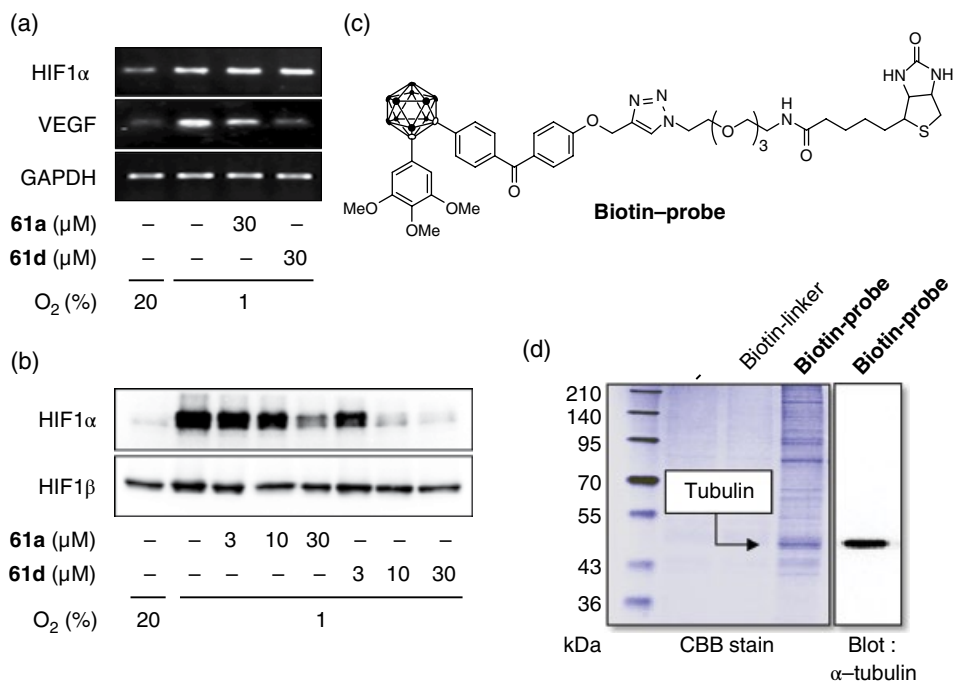 (a)
HIF1α
VEGF
GAPDH
61a (μM) – – 30 –
61d (μM) – – – 30
O2 (%) 20 1
(b)
HIF1α
HIF1β
61a (μM) – – 3 10 30 – – –
61d (μM) – – – – – 3 10 30
O2 (%) 20 1
(c)
O
HN NH
S
N N
N
O
O
3
H
N
O
O
MeO OMe
OMe
Biotin–probe
(d)
- Biotin-linker Biotin-probe Biotin-probe
210
140
95
70
55
43
36
kDa
Tubulin
CBB stain
Blot :
α–tubulin